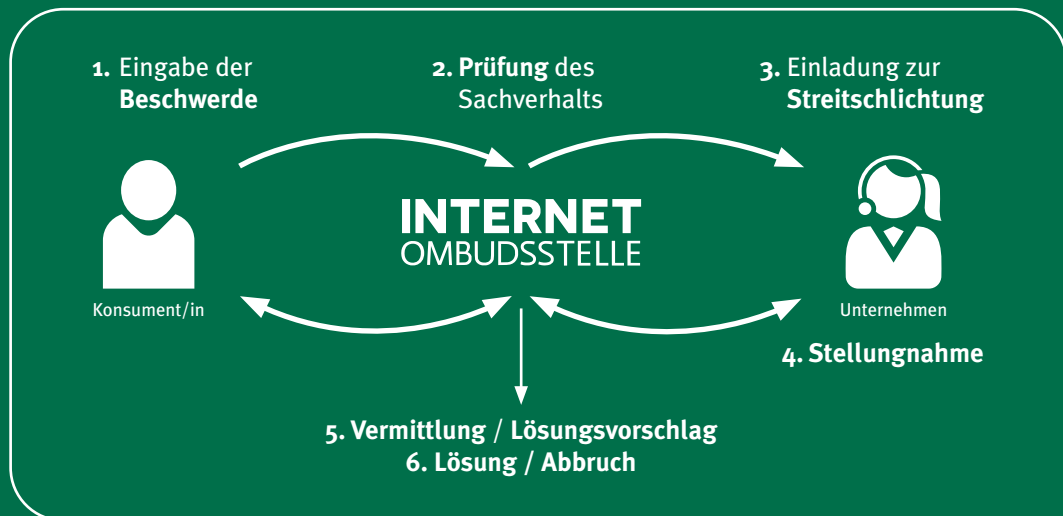 1. Eingabe der
Beschwerde
2. Prüfung des
Sachverhalts
3. Einladung zur
Streitschlichtung
INTERNET
OMBUDSSTELLE
Konsument/in
Unternehmen
4. Stellungnahme
5. Vermittlung / Lösungsvorschlag
6. Lösung / Abbruch